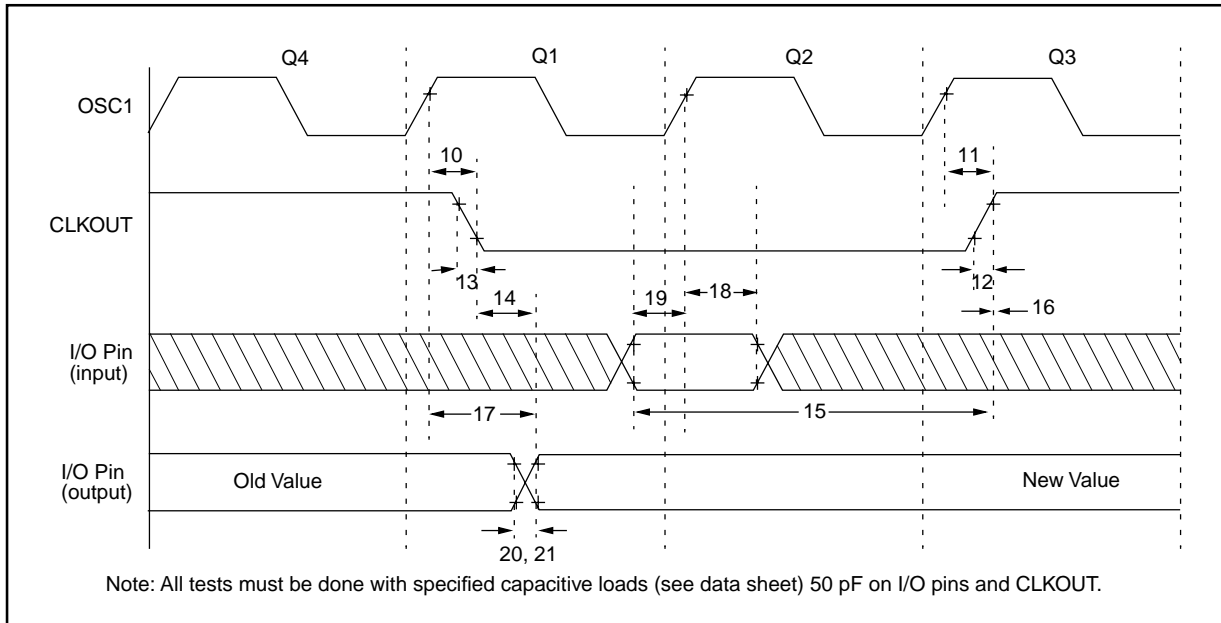 Q4 Q1 Q2 Q3
OSC1
10 11
CLKOUT
13 12
14 19 18 16
I/O Pin
(input)
17 15
I/O Pin
(output)
Old Value New Value
20, 21
Note: All tests must be done with specified capacitive loads (see data sheet) 50 pF on I/O pins and CLKOUT.